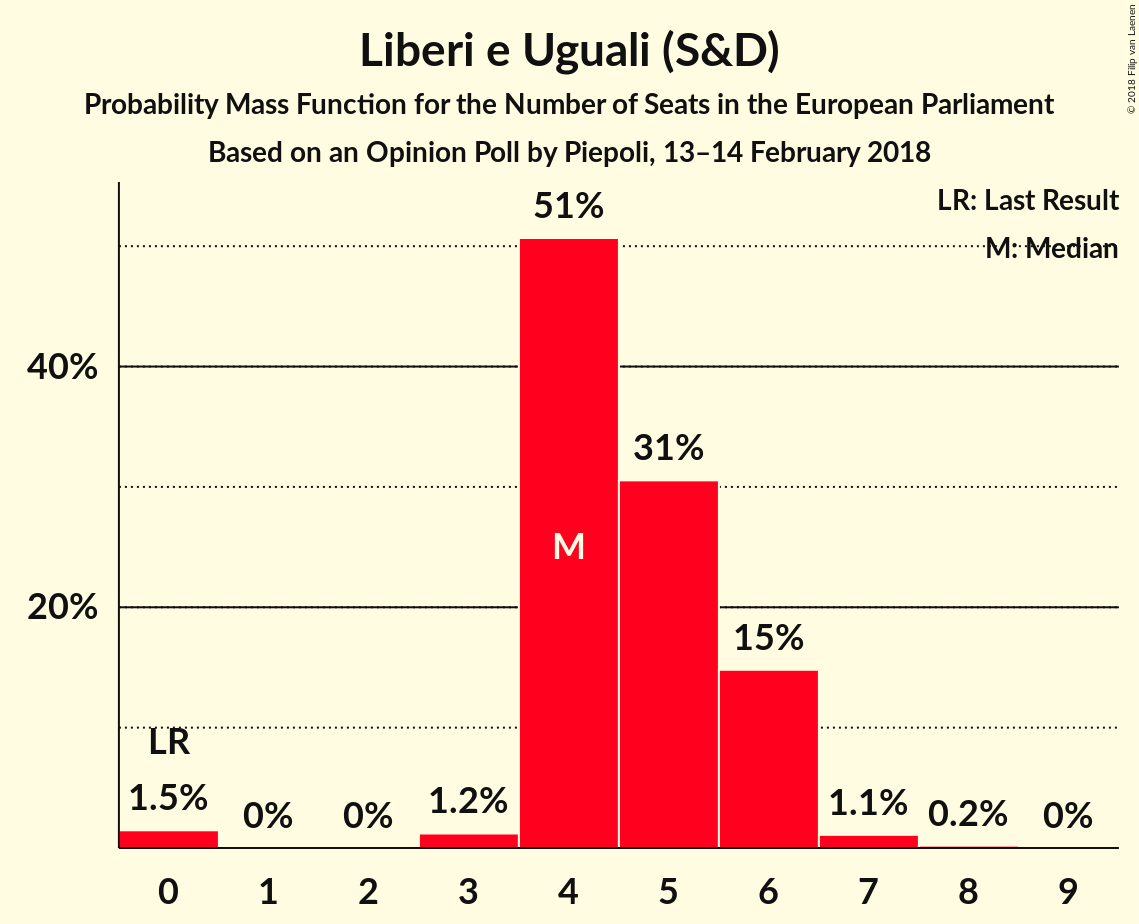 Liberi e Uguali (S&D)
Probability Mass Function for the Number of Seats in the European Parliament
Based on an Opinion Poll by Piepoli, 13–14 February 2018
© 2018 Filip van Laenen
LR: Last Result
M: Median
51%
40%
31%
M
20%
15%
LR
1.5%
0%
0%
1.2%
1.1%
0.2%
0%
0 1 2 3 4 5 6 7 8 9